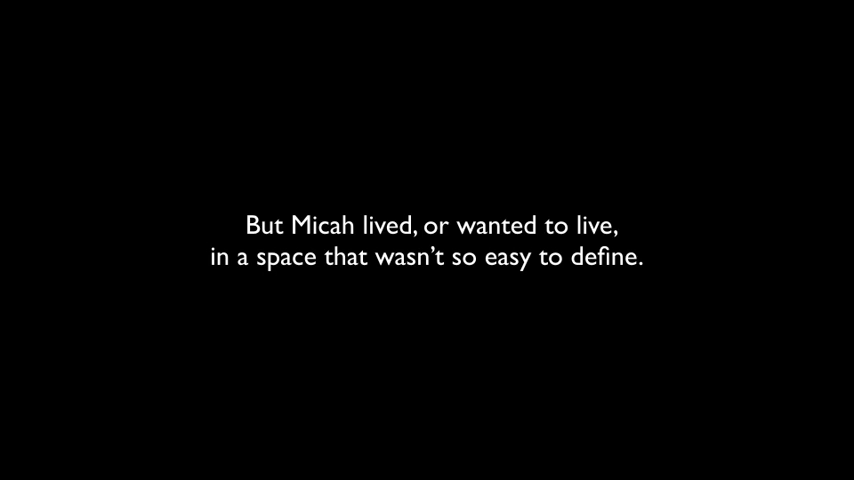 But Micah lived, or wanted to live,
in a space that wasn’t so easy to define.